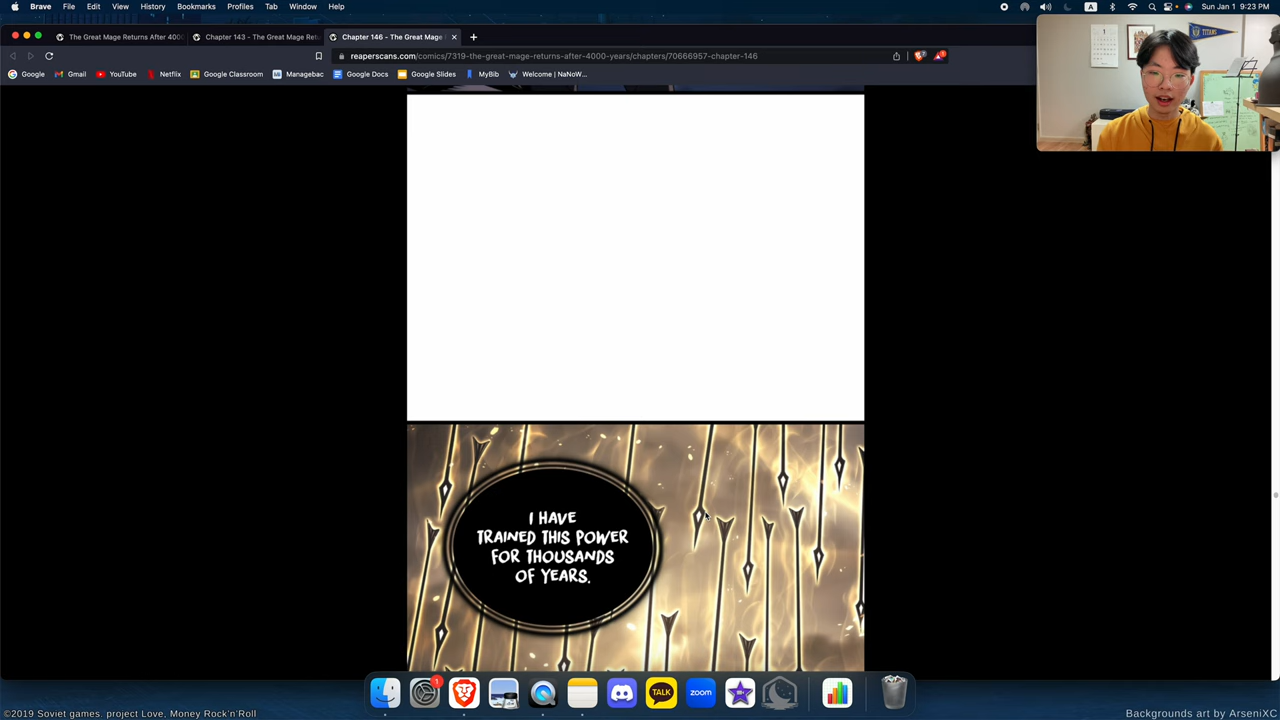 Brave File Edit View History Bookmarks Profiles Tab Window Help
A Sun Jan 1 9:23 PM
The Great Mage Returns After 4000 Chapter 143 - The Great Mage Ret Chapter 146 - The Great Mage
reaperscans.com/comics/7319-the-great-mage-returns-after-4000-years/chapters/70666957-chapter-146
Google Gmail YouTube Netflix Google Classroom Managebac Google Docs Google Slides MyBib Welcome | NaNoW...
TITANS
I HAVE
TRAINED THIS POWER
FOR THOUSANDS
OF YEARS.
1
TALK
zoom
©2019 Soviet games. project Love, Money Rock'n'Roll
Backgrounds art by ArseniXC